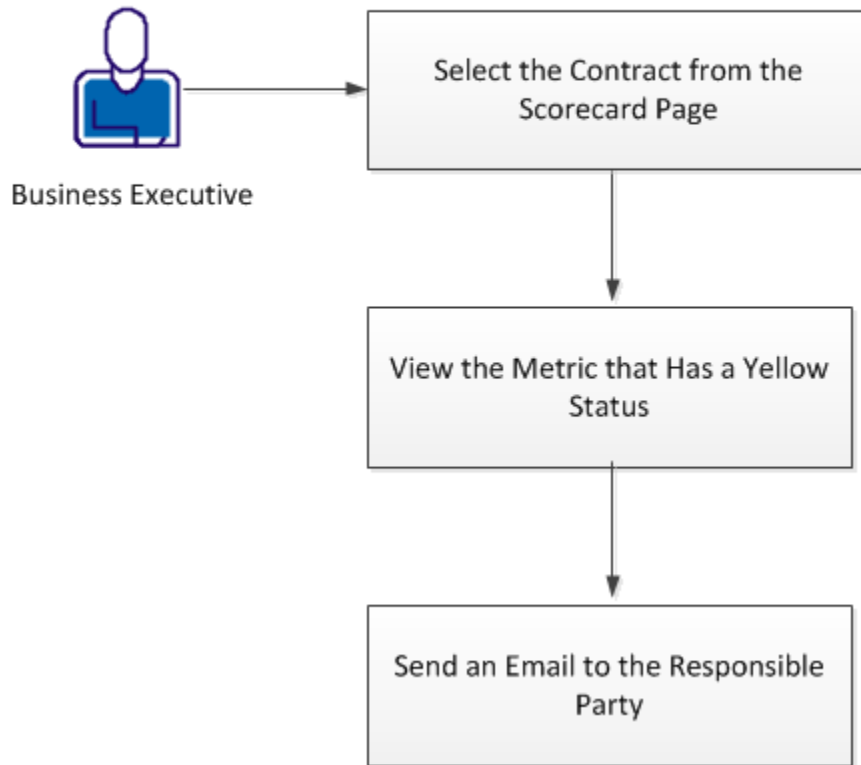 Select the Contract from the
Scorecard Page
Business Executive
View the Metric that Has a Yellow
Status
Send an Email to the Responsible
Party